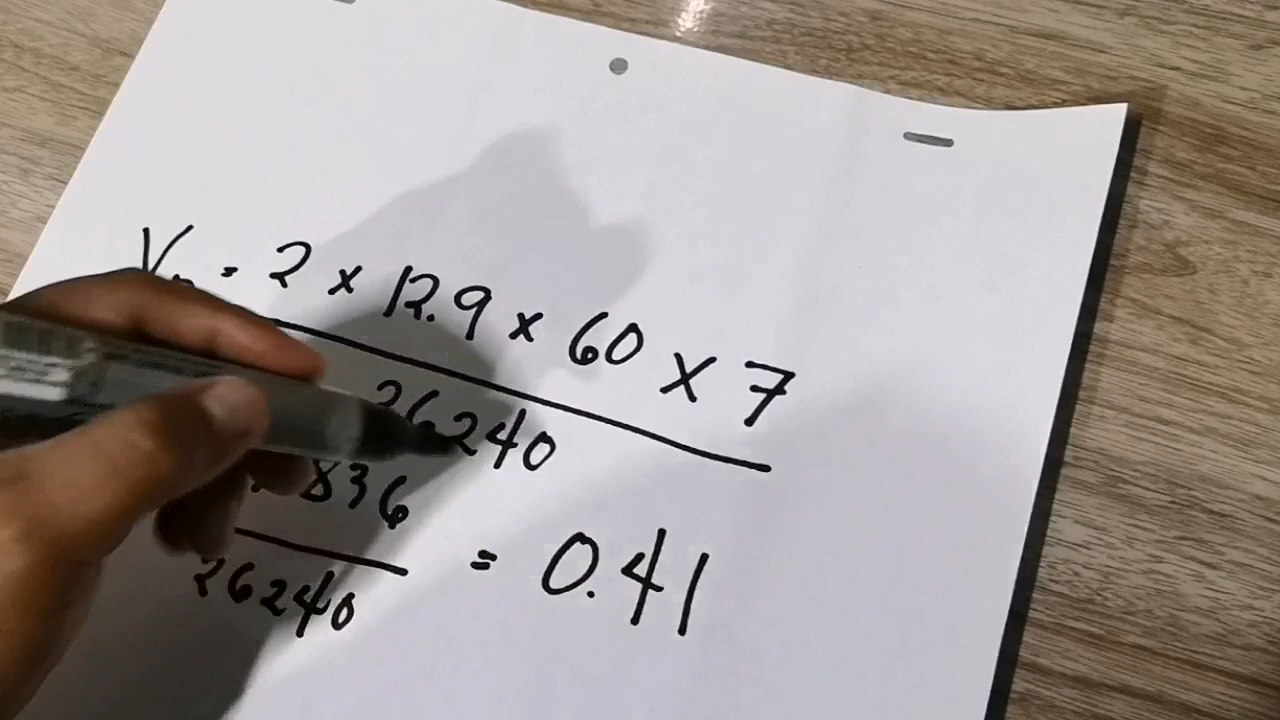 = 2 x 12.9 x 60 x 7
26240
836
26240
= 0.41